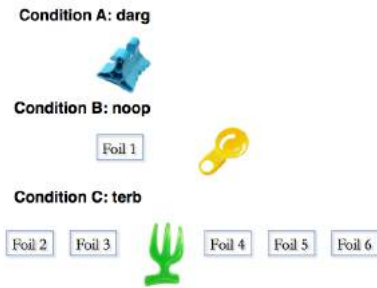 Condition A: darg
Condition B: noop
Foil 1
Condition C: terb
Foil 2 Foil 3 Foil 4 Foil 5 Foil 6